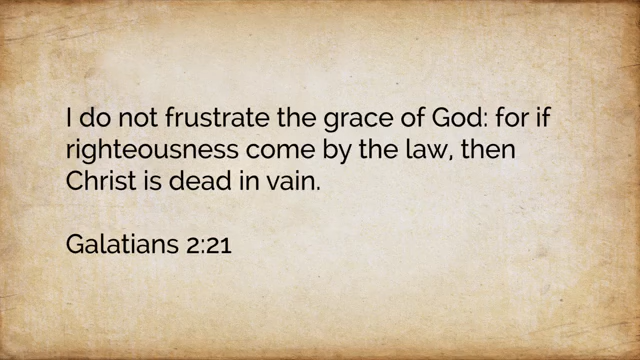 I do not frustrate the grace of God: for if
righteousness come by the law, then
Christ is dead in vain.
Galatians 2:21